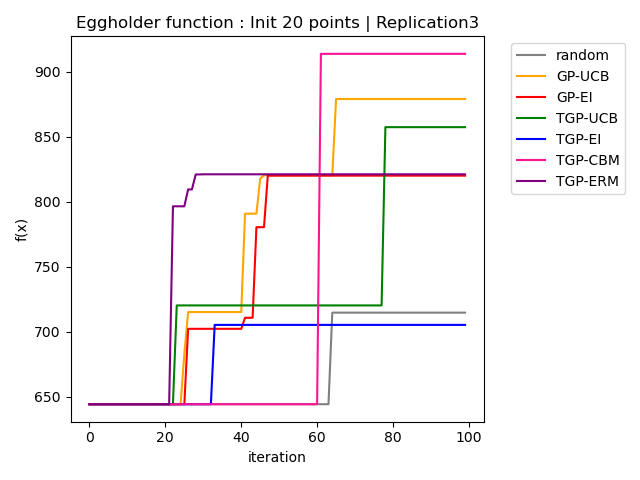 Eggholder function : Init 20 points | Replication3
f(x)
900
850
800
750
700
650
0 20 40 60 80 100
iteration
random
GP-UCB
GP-EI
TGP-UCB
TGP-EI
TGP-CBM
TGP-ERM